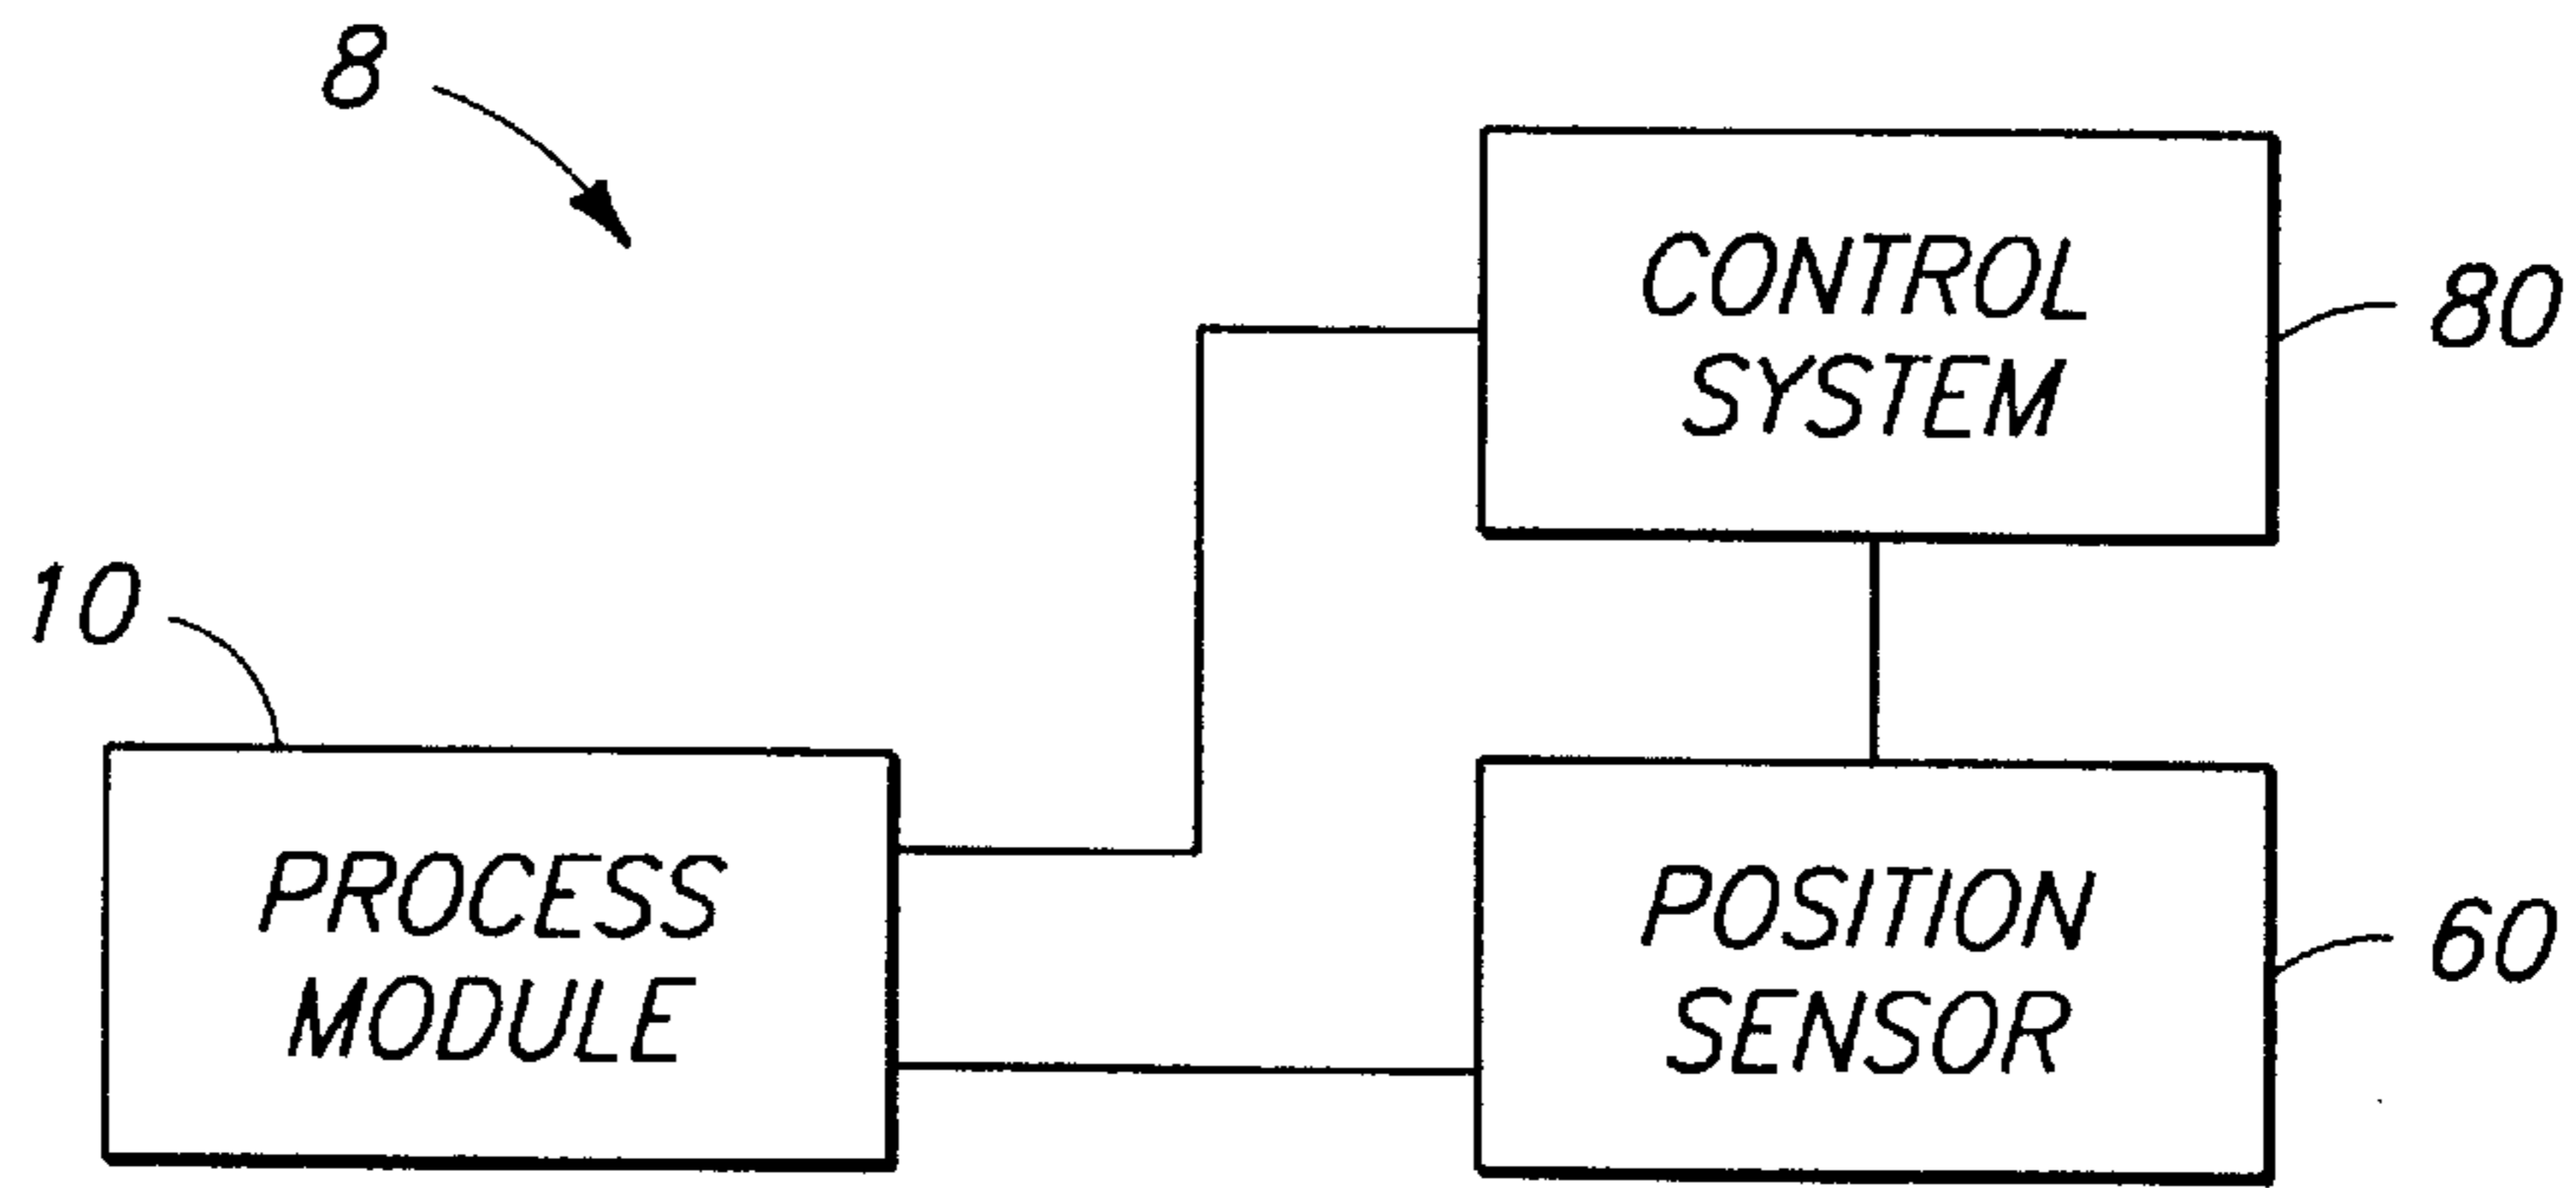 8
CONTROL
SYSTEM
80
10
PROCESS
MODULE
POSITION
SENSOR
60